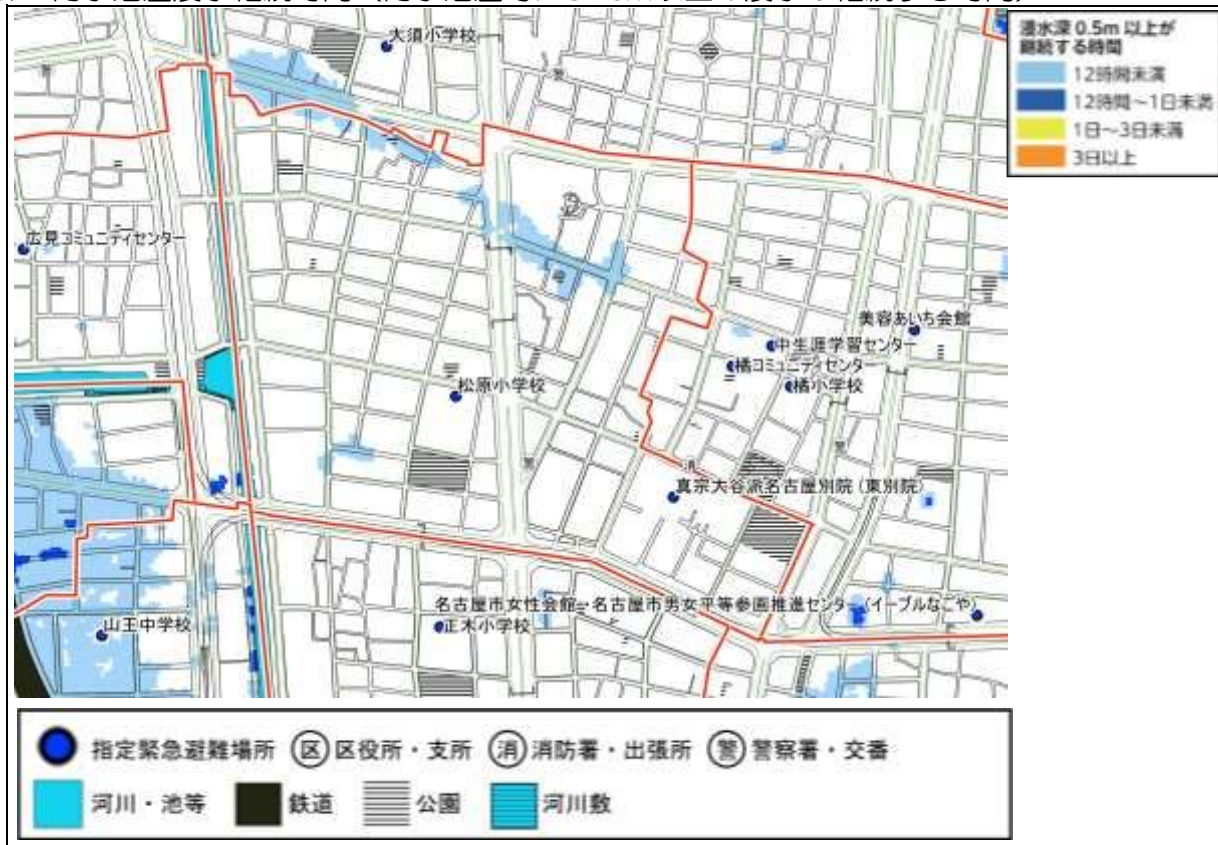 浸水深 0.5m 以上が
継続する時間
12時間未満
12時間～1日未満
1日～3日未満
3日以上
大須小学校
広見コミュニティセンター
美容あいち会館
中生涯学習センター
橘コミュニティセンター
橘小学校
松原小学校
消
真宗大谷派名古屋別院（東別院）
名古屋市女性会館・名古屋市男女平等参画推進センター（イーブルなごや）
山王中学校
正木小学校
指定緊急避難場所 区 区役所・支所 消 消防署・出張所 警 警察署・交番
河川・池等 鉄道 公園 河川敷